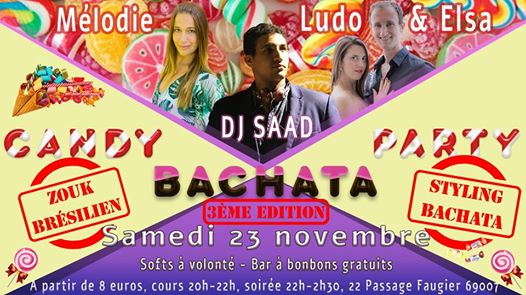 Mélodie
Ludo & Elsa
DJ SAAD
CANDY PARTY
BACHATA
3ÈME EDITION
ZOUK
BRÉSILIEN
STYLING
BACHATA
Samedi 23 novembre
Softs à volonté - Bar à bonbons gratuits
A partir de 8 euros, cours 20h-22h, soirée 22h-2h30, 22 Passage Faugier 69007